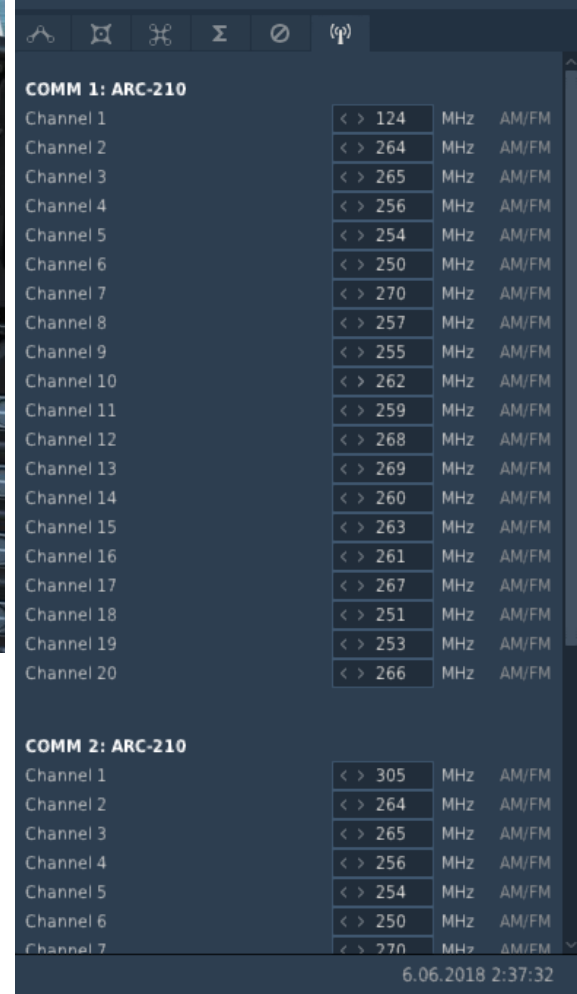 COMM 1: ARC-210
Channel 1 < > 124 MHz AM/FM
Channel 2 < > 264 MHz AM/FM
Channel 3 < > 265 MHz AM/FM
Channel 4 < > 256 MHz AM/FM
Channel 5 < > 254 MHz AM/FM
Channel 6 < > 250 MHz AM/FM
Channel 7 < > 270 MHz AM/FM
Channel 8 < > 257 MHz AM/FM
Channel 9 < > 255 MHz AM/FM
Channel 10 < > 262 MHz AM/FM
Channel 11 < > 259 MHz AM/FM
Channel 12 < > 268 MHz AM/FM
Channel 13 < > 269 MHz AM/FM
Channel 14 < > 260 MHz AM/FM
Channel 15 < > 263 MHz AM/FM
Channel 16 < > 261 MHz AM/FM
Channel 17 < > 267 MHz AM/FM
Channel 18 < > 251 MHz AM/FM
Channel 19 < > 253 MHz AM/FM
Channel 20 < > 266 MHz AM/FM
COMM 2: ARC-210
Channel 1 < > 305 MHz AM/FM
Channel 2 < > 264 MHz AM/FM
Channel 3 < > 265 MHz AM/FM
Channel 4 < > 256 MHz AM/FM
Channel 5 < > 254 MHz AM/FM
Channel 6 < > 250 MHz AM/FM
Channel 7 < > 270 MHz AM/FM
6.06.2018 2:37:32